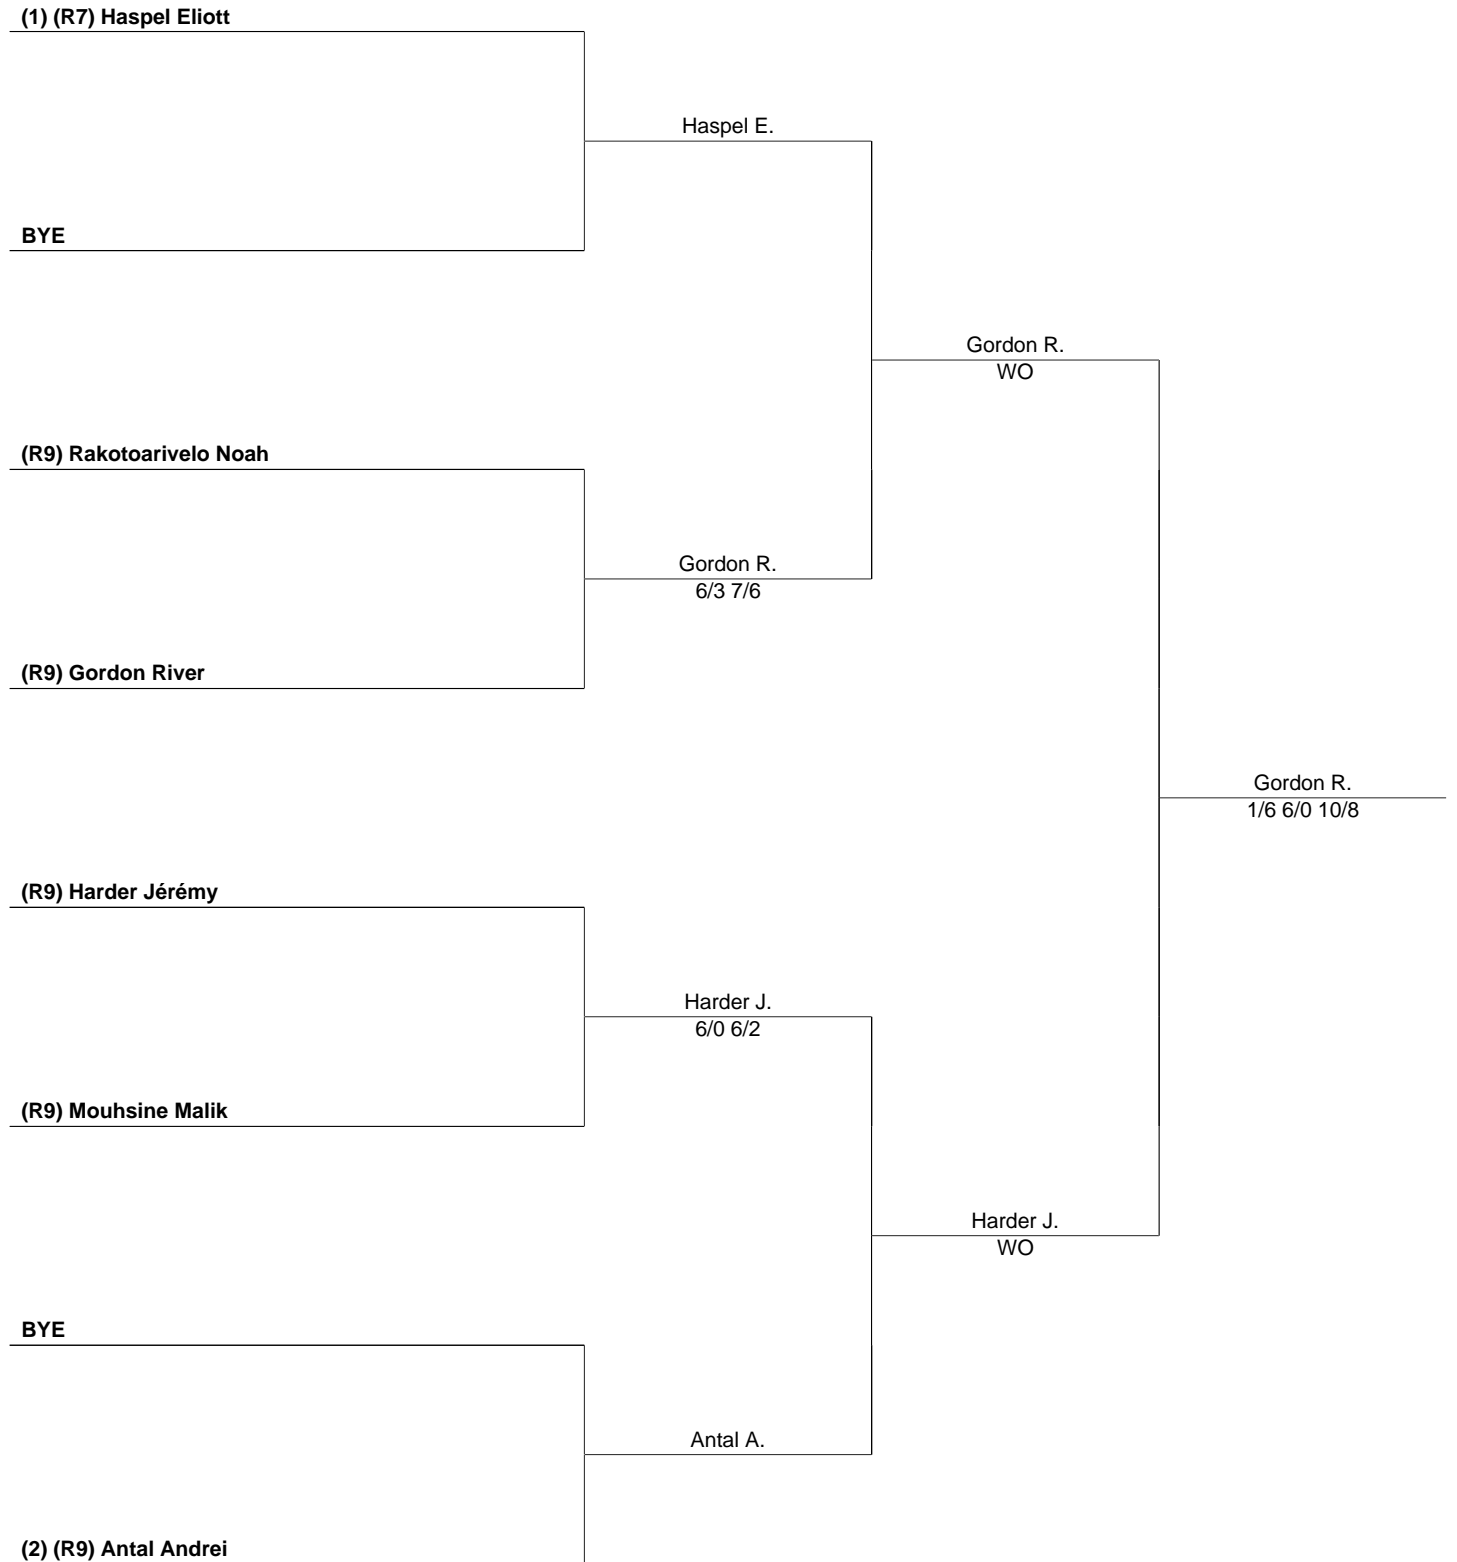 (1) (R7) Haspel Eliott
Haspel E.
BYE
Gordon R.
WO
(R9) Rakotoarivelo Noah
Gordon R.
6/3 7/6
(R9) Gordon River
Gordon R.
1/6 6/0 10/8
(R9) Harder Jérémy
Harder J.
6/0 6/2
(R9) Mouhsine Malik
Harder J.
WO
BYE
Antal A.
(2) (R9) Antal Andrei